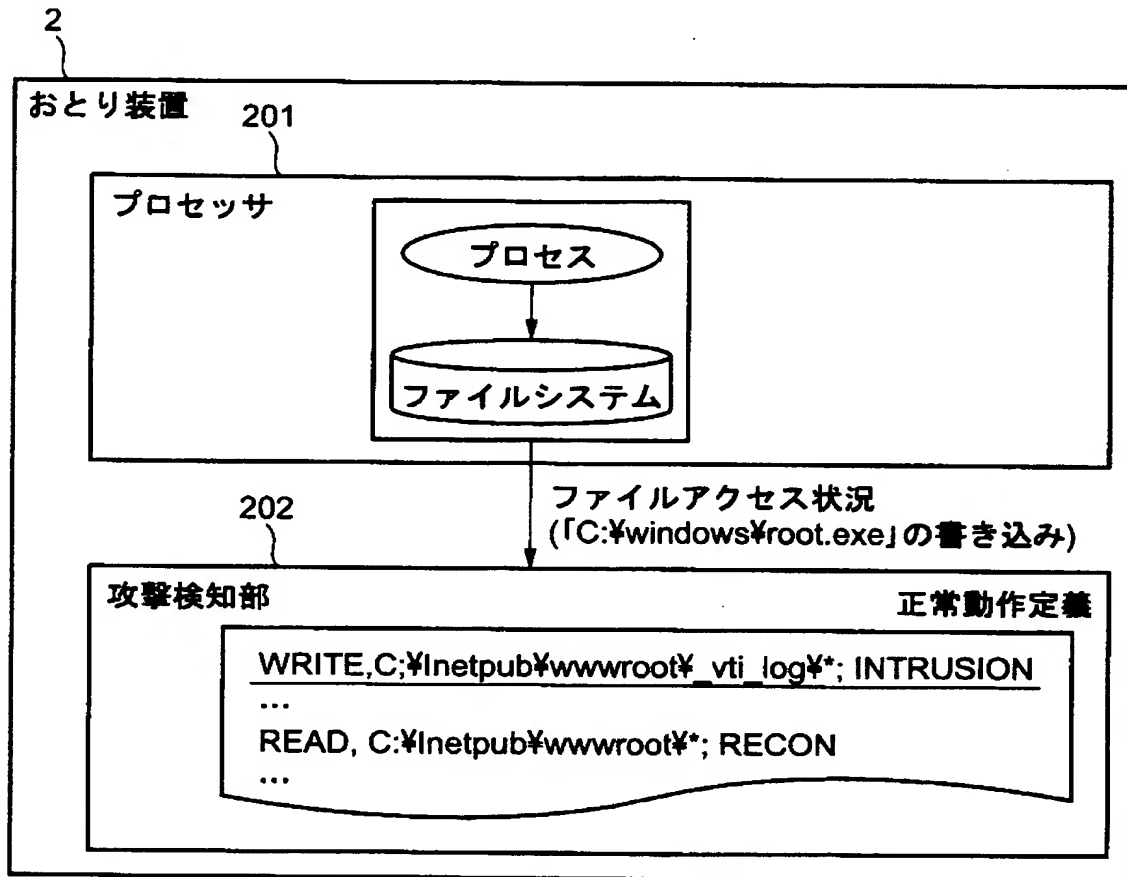 2
おとり装置
201
プロセッサ
プロセス
ファイルシステム
ファイルアクセス状況
(「C:¥windows¥root.exe」の書き込み)
202
攻撃検知部
正常動作定義
WRITE,C;¥Inetpub¥wwwroot¥_vti_log¥*; INTRUSION
...
READ, C:¥Inetpub¥wwwroot¥*; RECON
...